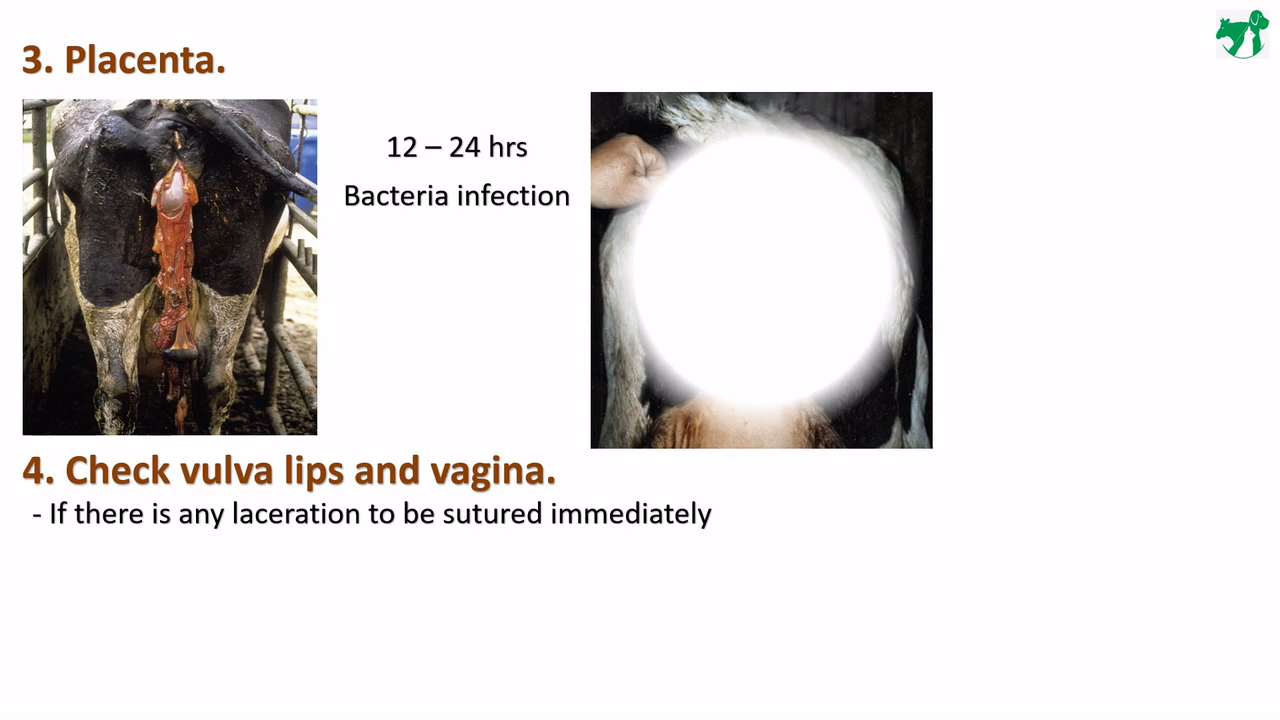 3. Placenta.
12 – 24 hrs
Bacteria infection
4. Check vulva lips and vagina.
- If there is any laceration to be sutured immediately